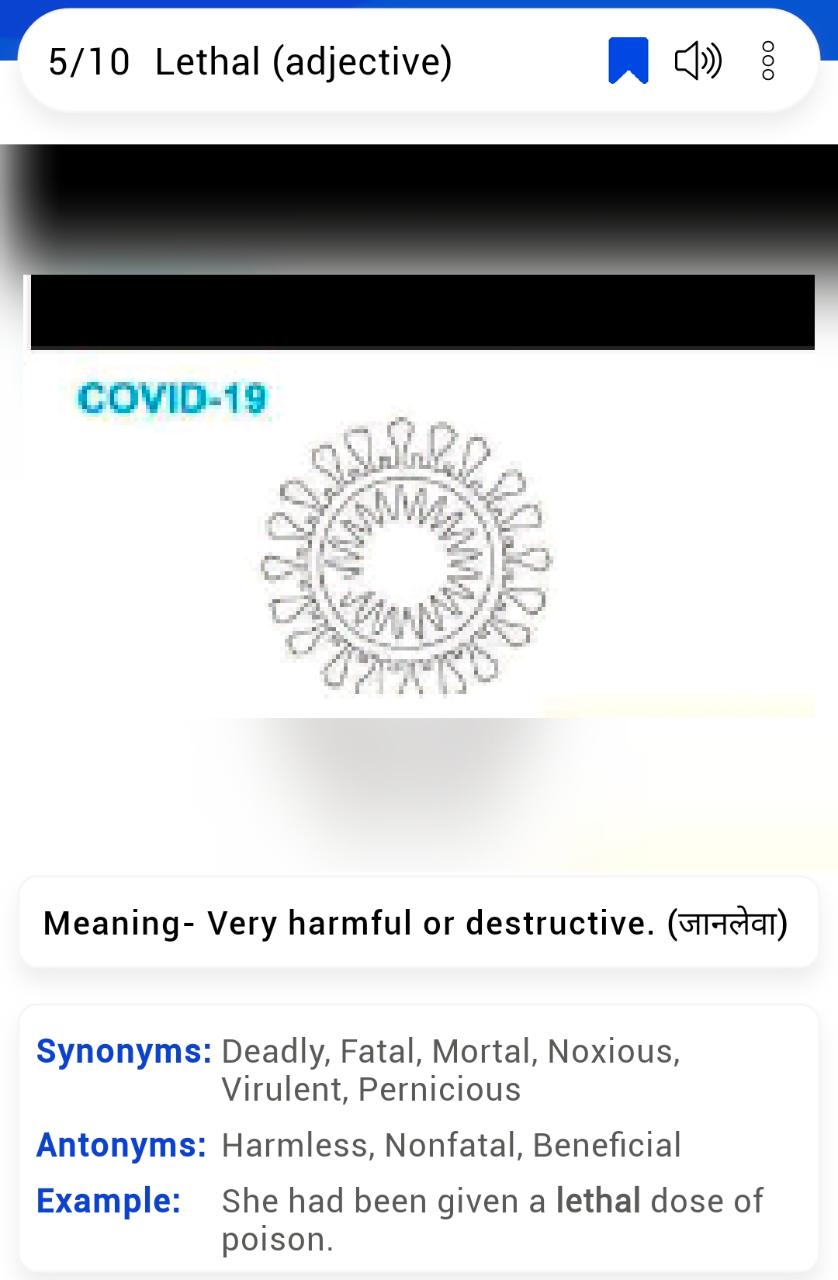 5/10 Lethal (adjective)
COVID-19
Meaning- Very harmful or destructive. (जानलेवा)
Synonyms: Deadly, Fatal, Mortal, Noxious,
Virulent, Pernicious
Antonyms: Harmless, Nonfatal, Beneficial
Example: She had been given a lethal dose of
poison.